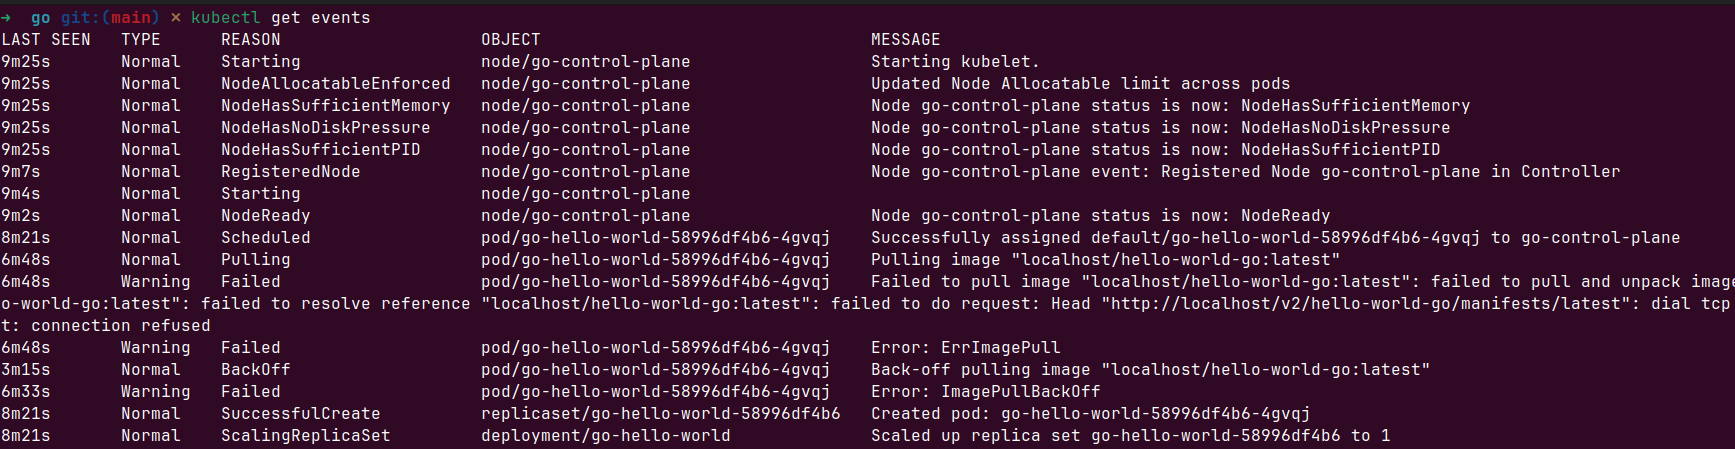 ➜ go git:(main) × kubectl get events
LAST SEEN TYPE REASON OBJECT MESSAGE
9m25s Normal Starting node/go-control-plane Starting kubelet.
9m25s Normal NodeAllocatableEnforced node/go-control-plane Updated Node Allocatable limit across pods
9m25s Normal NodeHasSufficientMemory node/go-control-plane Node go-control-plane status is now: NodeHasSufficientMemory
9m25s Normal NodeHasNoDiskPressure node/go-control-plane Node go-control-plane status is now: NodeHasNoDiskPressure
9m25s Normal NodeHasSufficientPID node/go-control-plane Node go-control-plane status is now: NodeHasSufficientPID
9m7s Normal RegisteredNode node/go-control-plane Node go-control-plane event: Registered Node go-control-plane in Controller
9m4s Normal Starting node/go-control-plane
9m2s Normal NodeReady node/go-control-plane Node go-control-plane status is now: NodeReady
8m21s Normal Scheduled pod/go-hello-world-58996df4b6-4gvqj Successfully assigned default/go-hello-world-58996df4b6-4gvqj to go-control-plane
6m48s Normal Pulling pod/go-hello-world-58996df4b6-4gvqj Pulling image "localhost/hello-world-go:latest"
6m48s Warning Failed pod/go-hello-world-58996df4b6-4gvqj Failed to pull image "localhost/hello-world-go:latest": failed to pull and unpack image
o-world-go:latest": failed to resolve reference "localhost/hello-world-go:latest": failed to do request: Head "http://localhost/v2/hello-world-go/manifests/latest": dial tcp
t: connection refused
6m48s Warning Failed pod/go-hello-world-58996df4b6-4gvqj Error: ErrImagePull
3m15s Normal BackOff pod/go-hello-world-58996df4b6-4gvqj Back-off pulling image "localhost/hello-world-go:latest"
6m33s Warning Failed pod/go-hello-world-58996df4b6-4gvqj Error: ImagePullBackOff
8m21s Normal SuccessfulCreate replicaset/go-hello-world-58996df4b6 Created pod: go-hello-world-58996df4b6-4gvqj
8m21s Normal ScalingReplicaSet deployment/go-hello-world Scaled up replica set go-hello-world-58996df4b6 to 1